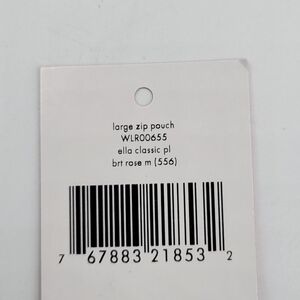 large zip pouch
WLR00655
ella classic pl
brt rose m (556)
7 67883 21853 2